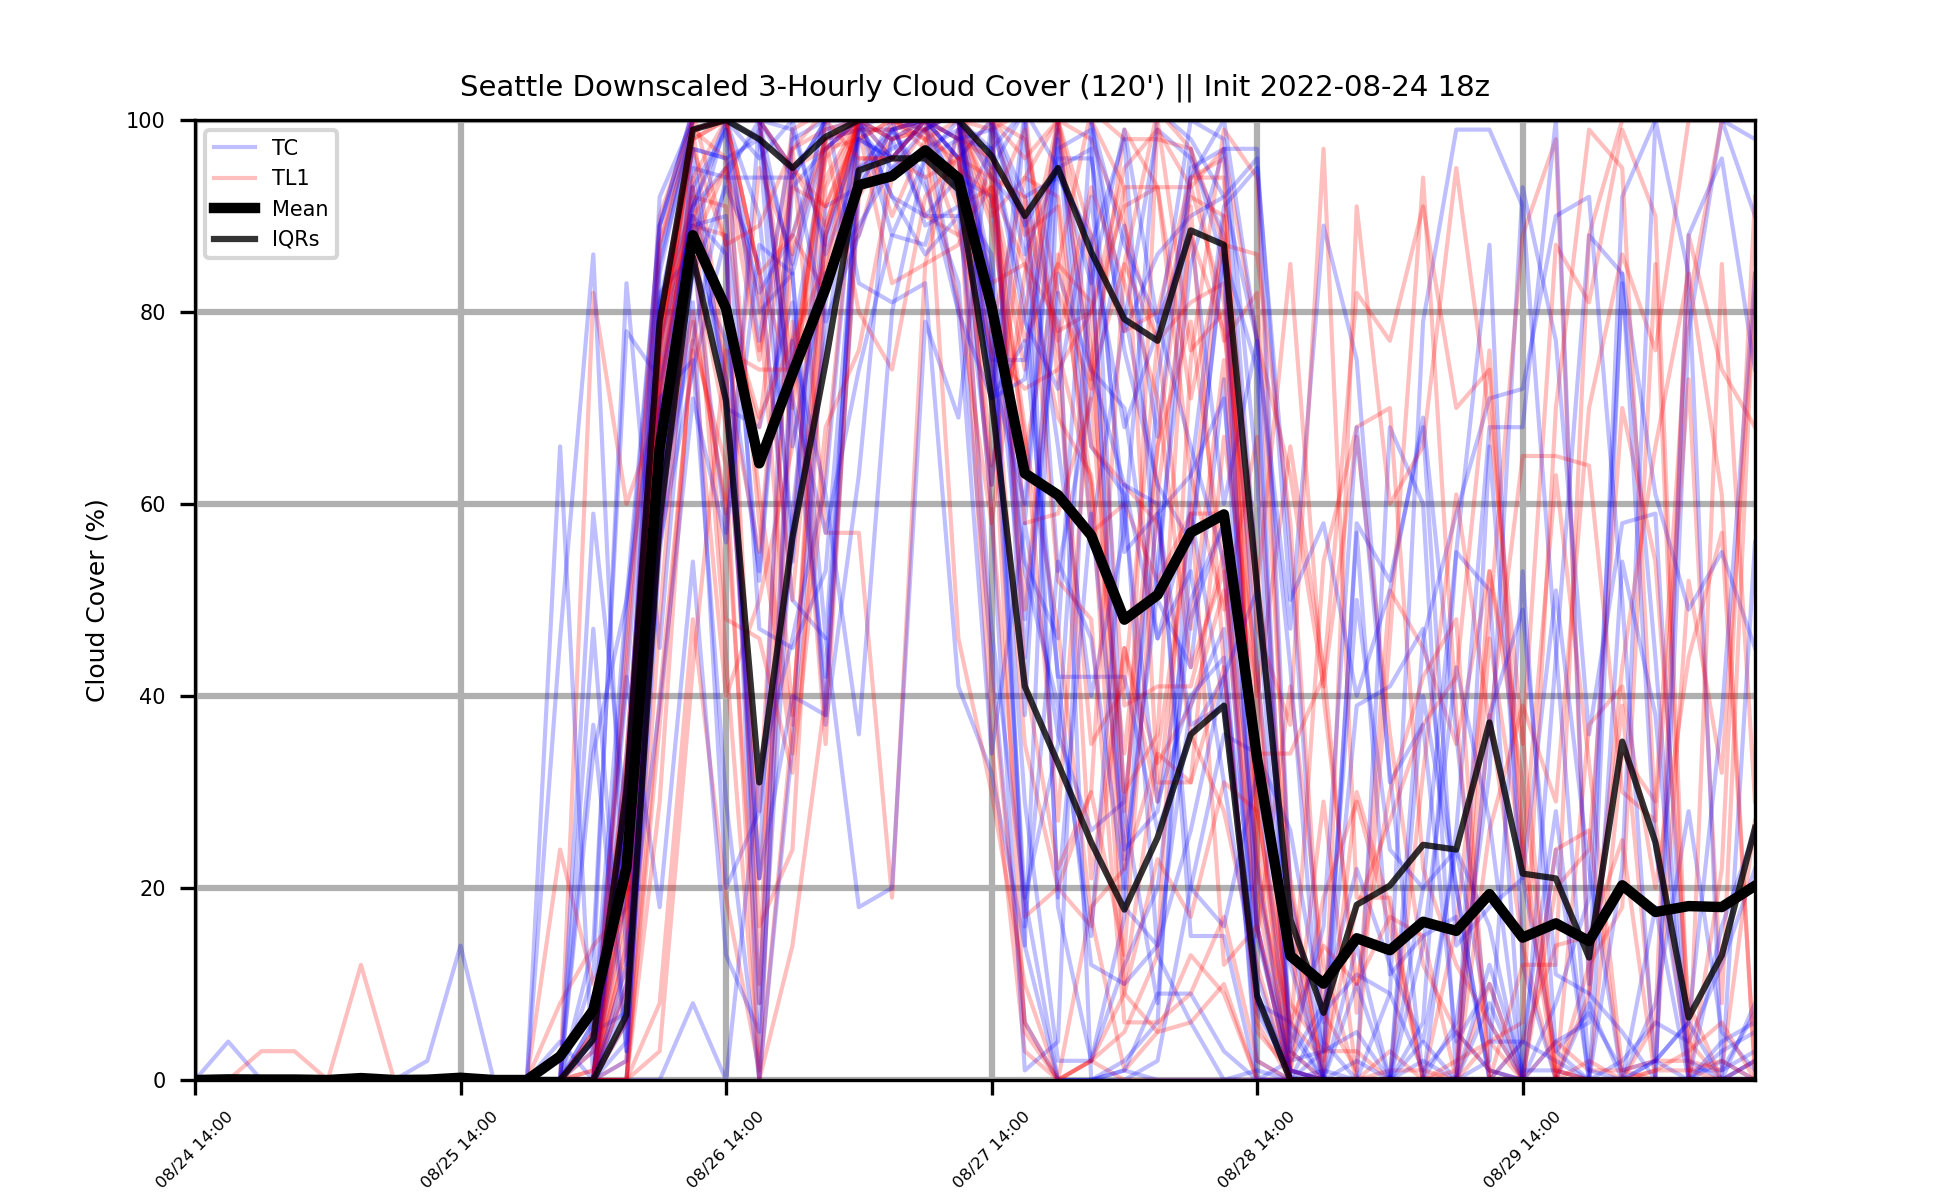 Seattle Downscaled 3-Hourly Cloud Cover (120') || Init 2022-08-24 18z
TC
TL1
Mean
IQRs
Cloud Cover (%)
100
80
60
40
20
0
08/24 14:00
08/25 14:00
08/26 14:00
08/27 14:00
08/28 14:00
08/29 14:00